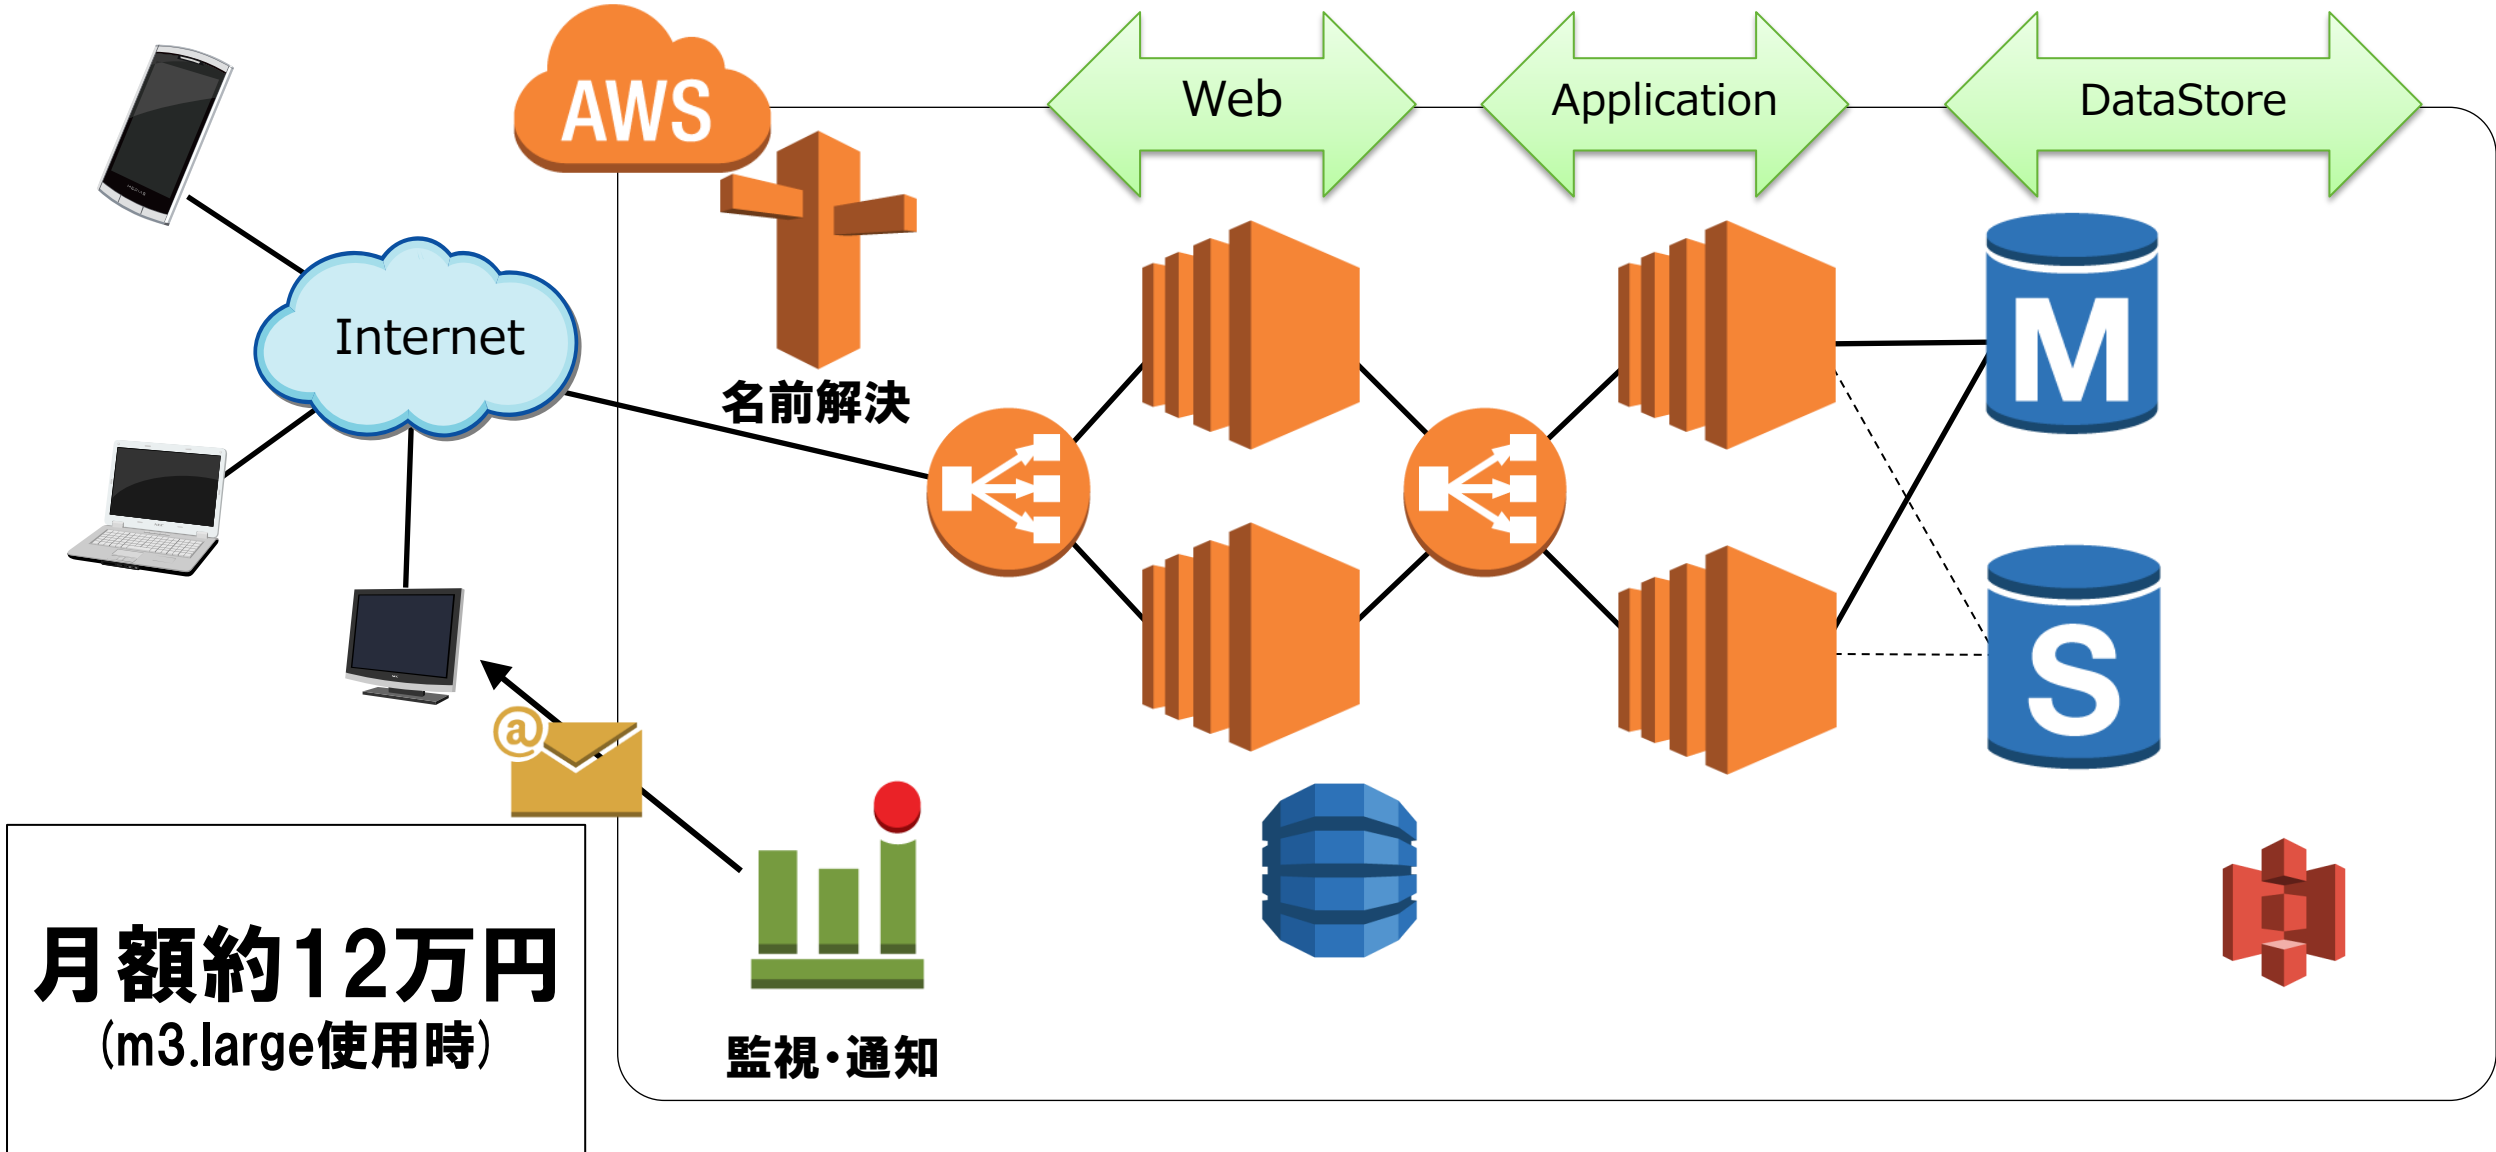 AWS
Web
Application
DataStore
Internet
名前解決
M
S
@
月額約12万円
(m3.large使用時)
監視・通知